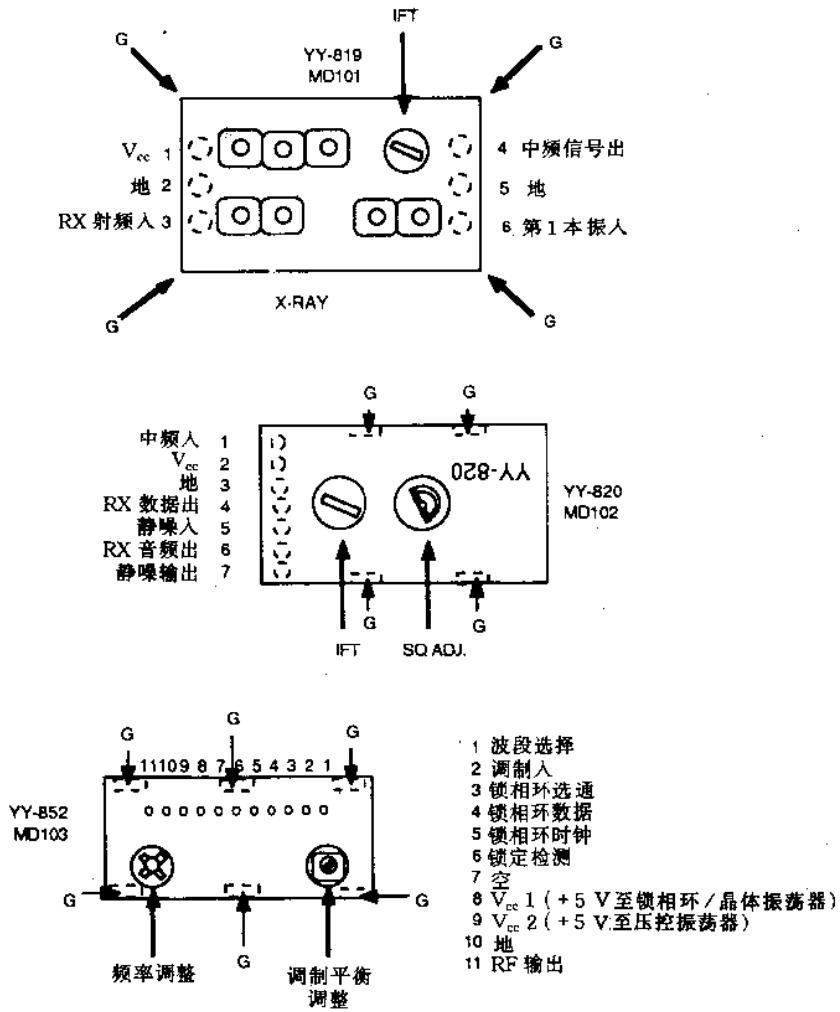 IFT
G
G
YY-819
MD101
Vcc 1
地 2
RX 射频入 3
4 中频信号出
5 地
6 第1本振入
X-RAY
G
G
G
G
中频入 1
Vcc 2
地 3
RX 数据出 4
静噪入 5
RX 音频出 6
静噪输出 7
YY-820
YY-820
MD102
G
G
IFT
SQ ADJ.
G
G
G
11 10 9 8 7 6 5 4 3 2 1
YY-852
MD103
G
G
G
频率调整
调制平衡
调整
1 波段选择
2 调制入
3 锁相环选通
4 锁相环数据
5 锁相环时钟
6 锁定检测
7 空
8 Vcc 1 (+5 V至锁相环/晶体振荡器)
9 Vcc 2 (+5 V至压控振荡器)
10 地
11 RF 输出